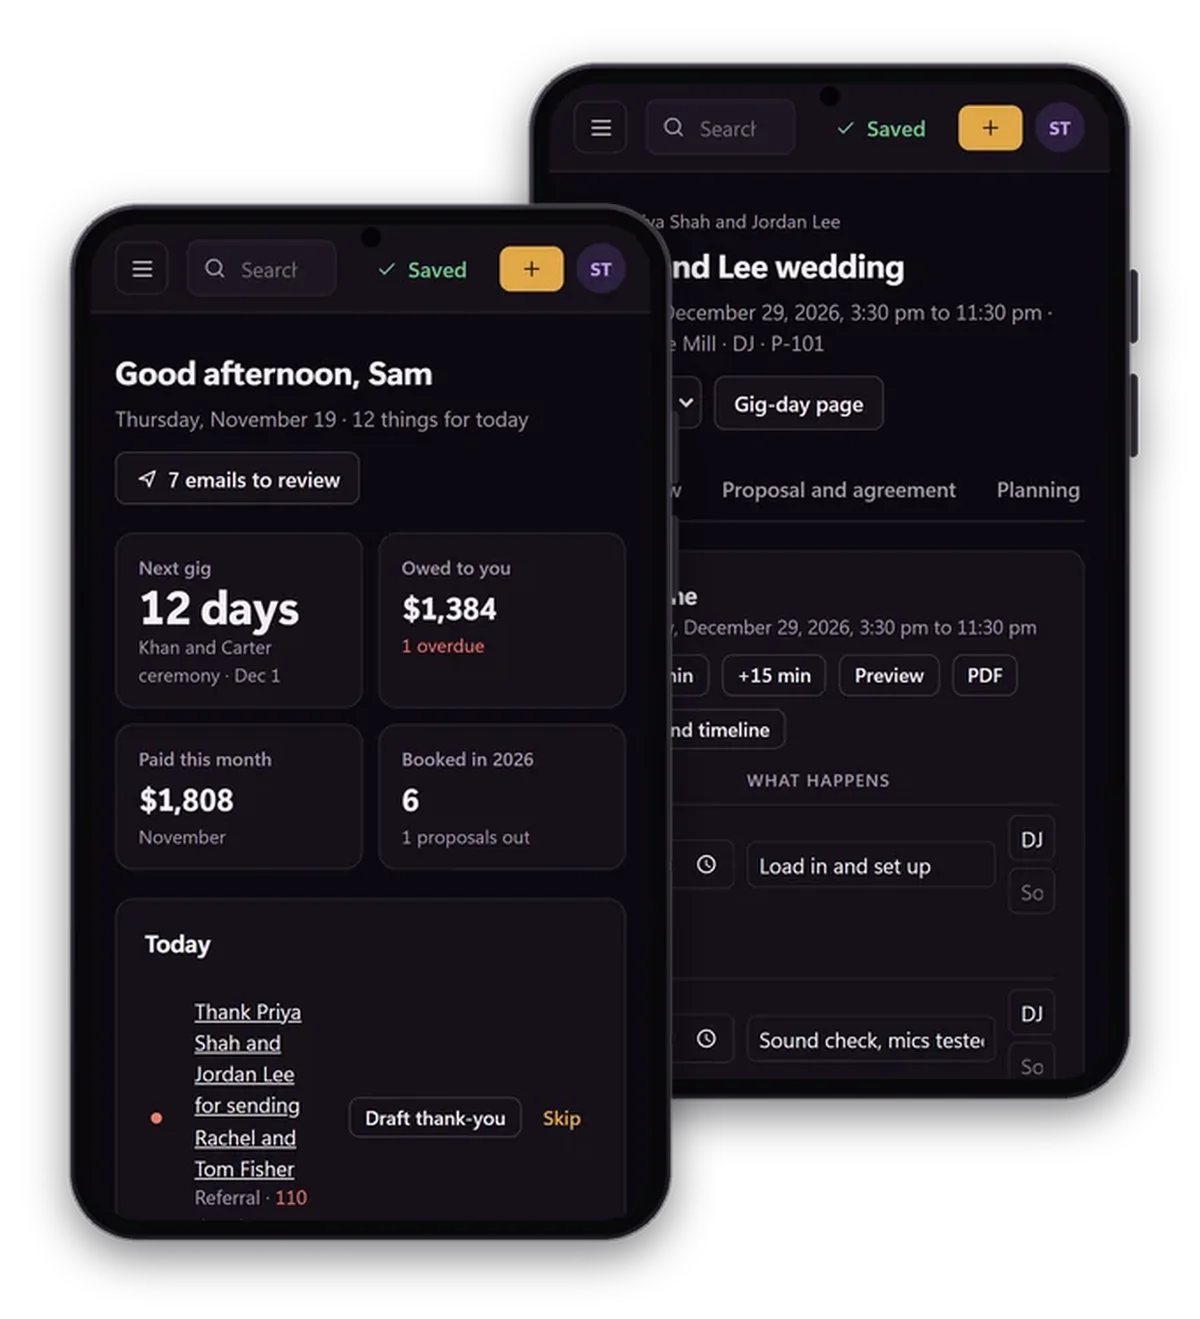 Search
Saved
+
ST
Good afternoon, Sam
Thursday, November 19 · 12 things for today
7 emails to review
Next gig
12 days
Khan and Carter
ceremony · Dec 1
Owed to you
$1,384
1 overdue
Paid this month
$1,808
November
Booked in 2026
6
1 proposals out
Today
Thank Priya
Shah and
Jordan Lee
for sending
Rachel and
Tom Fisher
Referral · 110
Draft thank-you
Skip
Search
Saved
+
ST
Shah and Jordan Lee
Lee wedding
December 29, 2026, 3:30 pm to 11:30 pm ·
Mill · DJ · P-101
Gig-day page
Proposal and agreement
Planning
December 29, 2026, 3:30 pm to 11:30 pm
+15 min
Preview
PDF
timeline
WHAT HAPPENS
Load in and set up
DJ
So
Sound check, mics teste
DJ
So